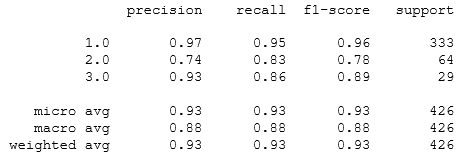 precision recall f1-score support
1.0 0.97 0.95 0.96 333
2.0 0.74 0.83 0.78 64
3.0 0.93 0.86 0.89 29
micro avg 0.93 0.93 0.93 426
macro avg 0.88 0.88 0.88 426
weighted avg 0.93 0.93 0.93 426